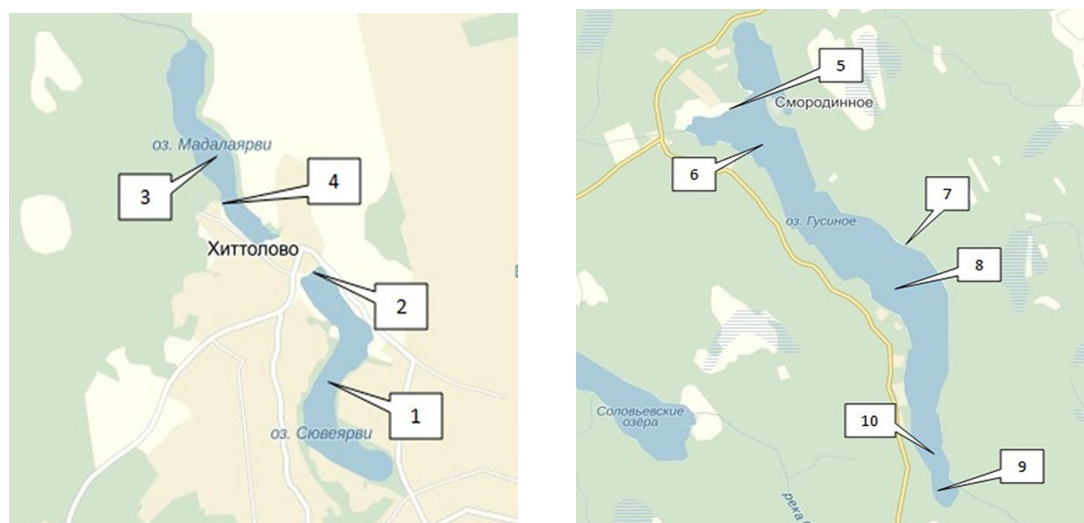 оз. Мадалаярви
3
4
Хиттолово
2
1
оз. Сювеярви
5
Смородинное
6
7
оз. Гусиное
8
Соловьевские
озёра
10
9
река